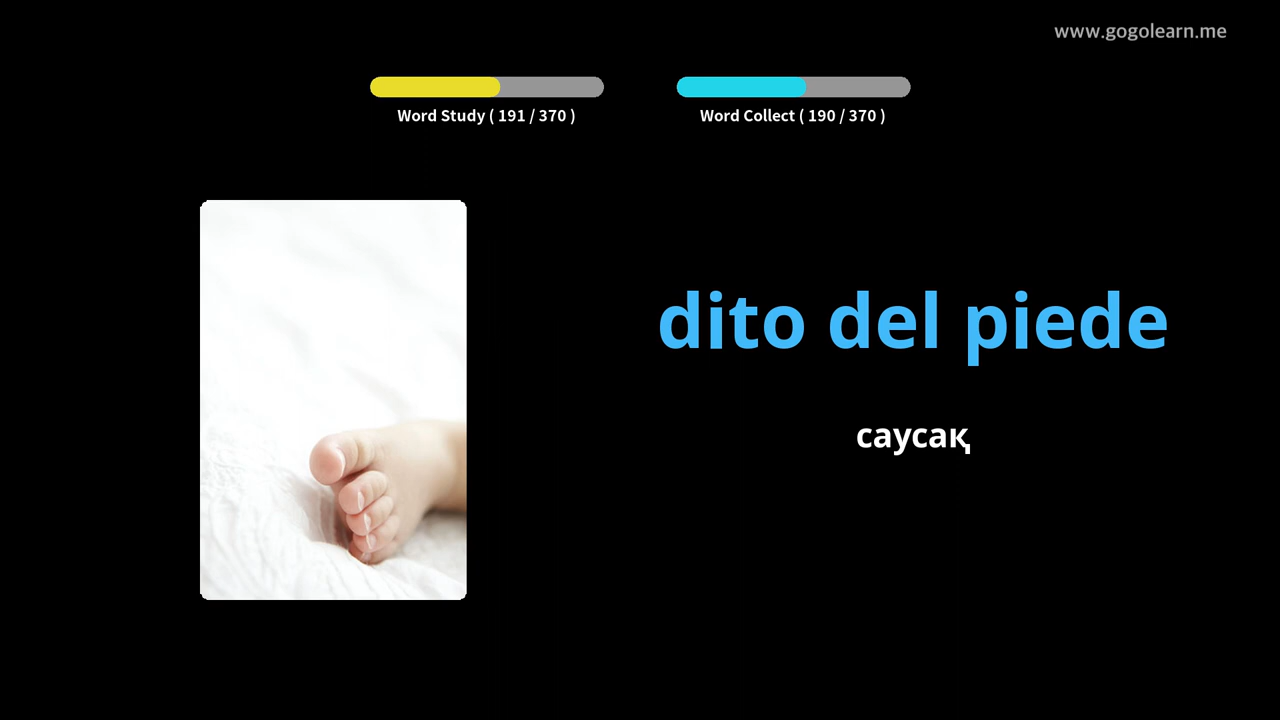 www.gogolearn.me
Word Study ( 191 / 370 )
Word Collect ( 190 / 370 )
dito del piede
саусақ